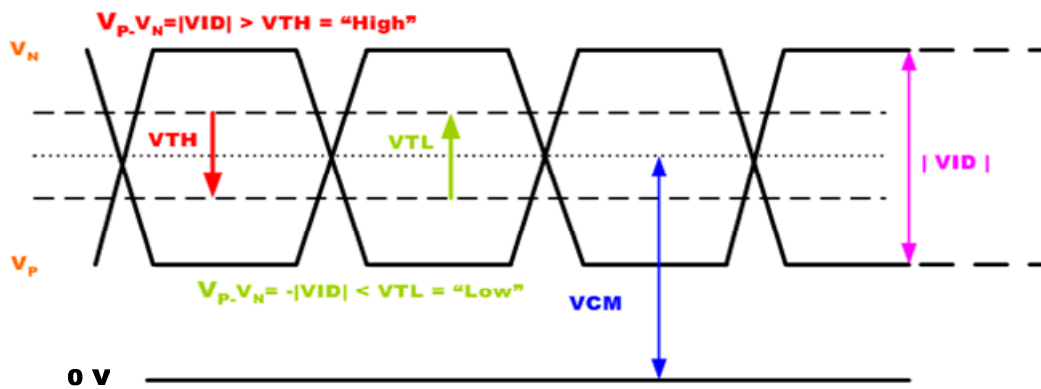 VP-VN=|VID| > VTH = “High”
VN
VTH
VTL
| VID |
VP
VP-VN= -|VID| < VTL = “Low”
VCM
0 V